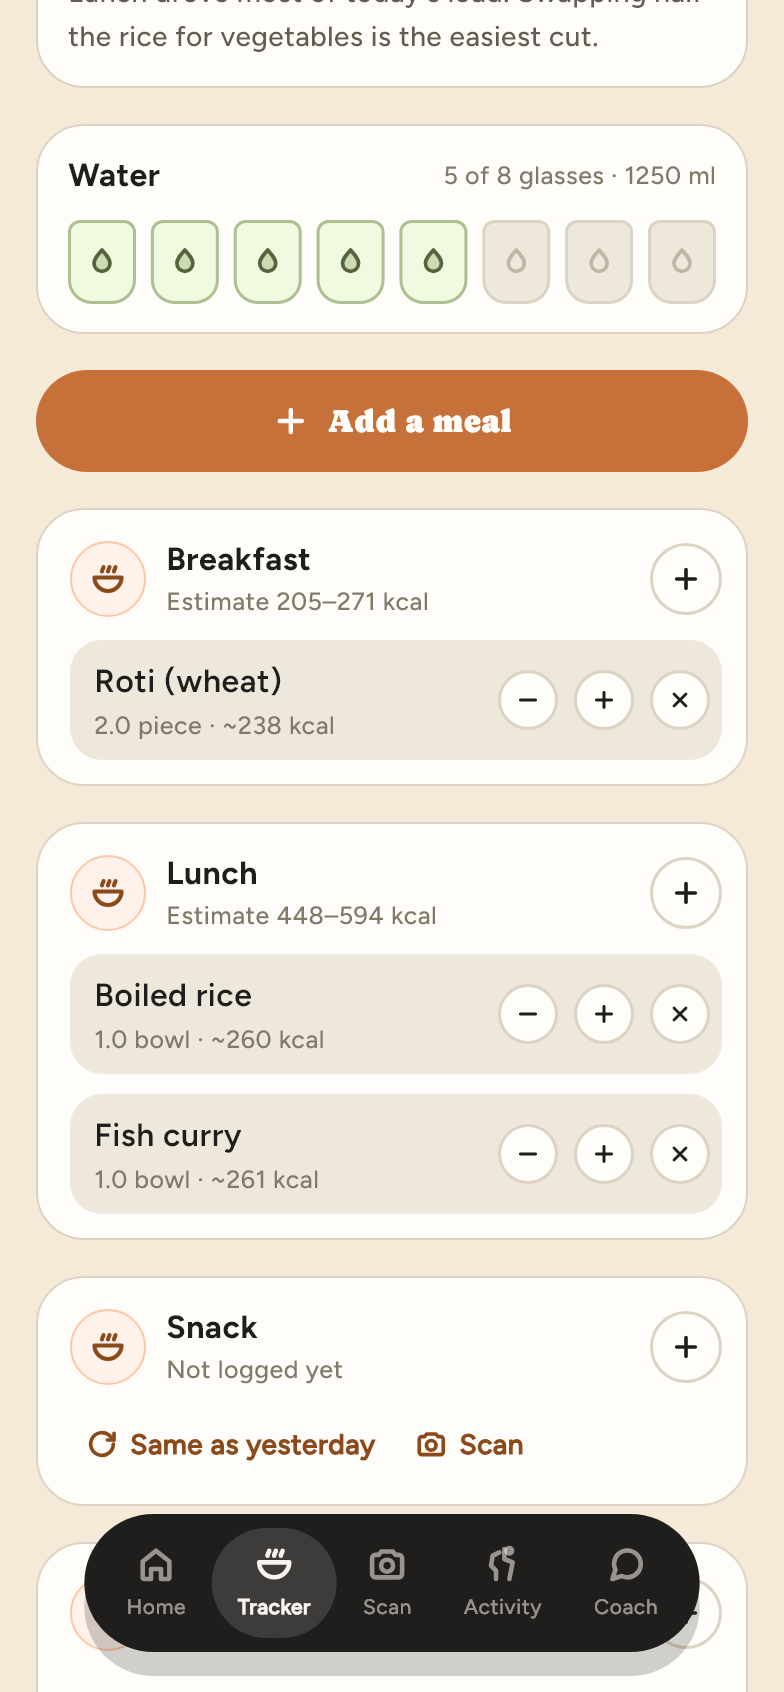 the rice for vegetables is the easiest cut.
Water
5 of 8 glasses · 1250 ml
Add a meal
Breakfast
Estimate 205–271 kcal
Roti (wheat)
2.0 piece · ~238 kcal
Lunch
Estimate 448–594 kcal
Boiled rice
1.0 bowl · ~260 kcal
Fish curry
1.0 bowl · ~261 kcal
Snack
Not logged yet
Same as yesterday
Scan
Home
Tracker
Scan
Activity
Coach